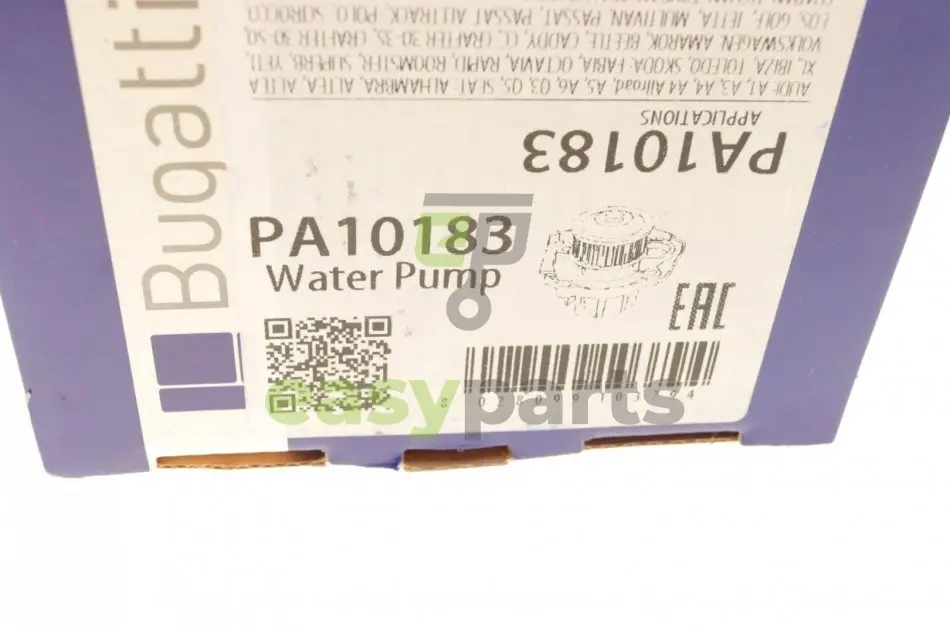 Bugatti
PA10183
APPLICATIONS
AUDI: A1, A3, A4, A4 Allroad, A5, A6, Q3, Q5, SEAT: ALHAMBRA, ALTEA, ALTEA
XL, IBIZA, TOLEDO, SKODA: FABIA, OCTAVIA, RAPID, ROOMSTER, SUPERB, YETI,
VOLKSWAGEN: AMAROK, BEETLE, CADDY, CC, CRAFTER 30-35, CRAFTER 30-50,
EOS, GOLF, JETTA, MULTIVAN, PASSAT, PASSAT ALLTRACK, POLO, SCIROCCO
PA10183
Water Pump
EAC
easyparts